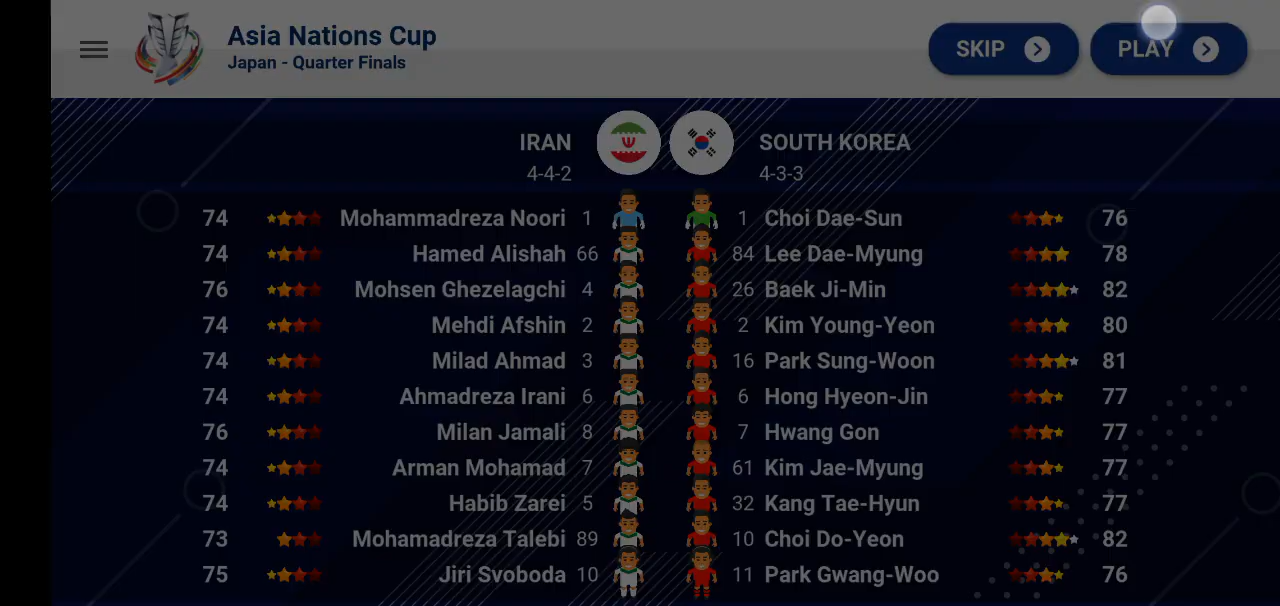 Asia Nations Cup
Japan - Quarter Finals
SKIP
PLAY
IRAN
4-4-2
SOUTH KOREA
4-3-3
74 Mohammadreza Noori 1 1 Choi Dae-Sun 76
74 Hamed Alishah 66 84 Lee Dae-Myung 78
76 Mohsen Ghezelagchi 4 26 Baek Ji-Min 82
74 Mehdi Afshin 2 2 Kim Young-Yeon 80
74 Milad Ahmad 3 16 Park Sung-Woon 81
74 Ahmadreza Irani 6 6 Hong Hyeon-Jin 77
76 Milan Jamali 8 7 Hwang Gon 77
74 Arman Mohamad 7 61 Kim Jae-Myung 77
74 Habib Zarei 5 32 Kang Tae-Hyun 77
73 Mohamadreza Talebi 89 10 Choi Do-Yeon 82
75 Jiri Svoboda 10 11 Park Gwang-Woo 76